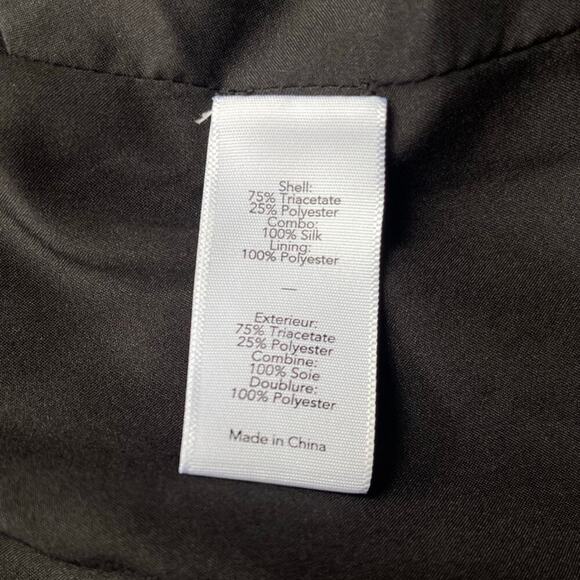 Shell:
75% Triacetate
25% Polyester
Combo:
100% Silk
Lining:
100% Polyester
—
Exterieur:
75% Triacetate
25% Polyester
Combine:
100% Soie
Doublure:
100% Polyester
Made in China